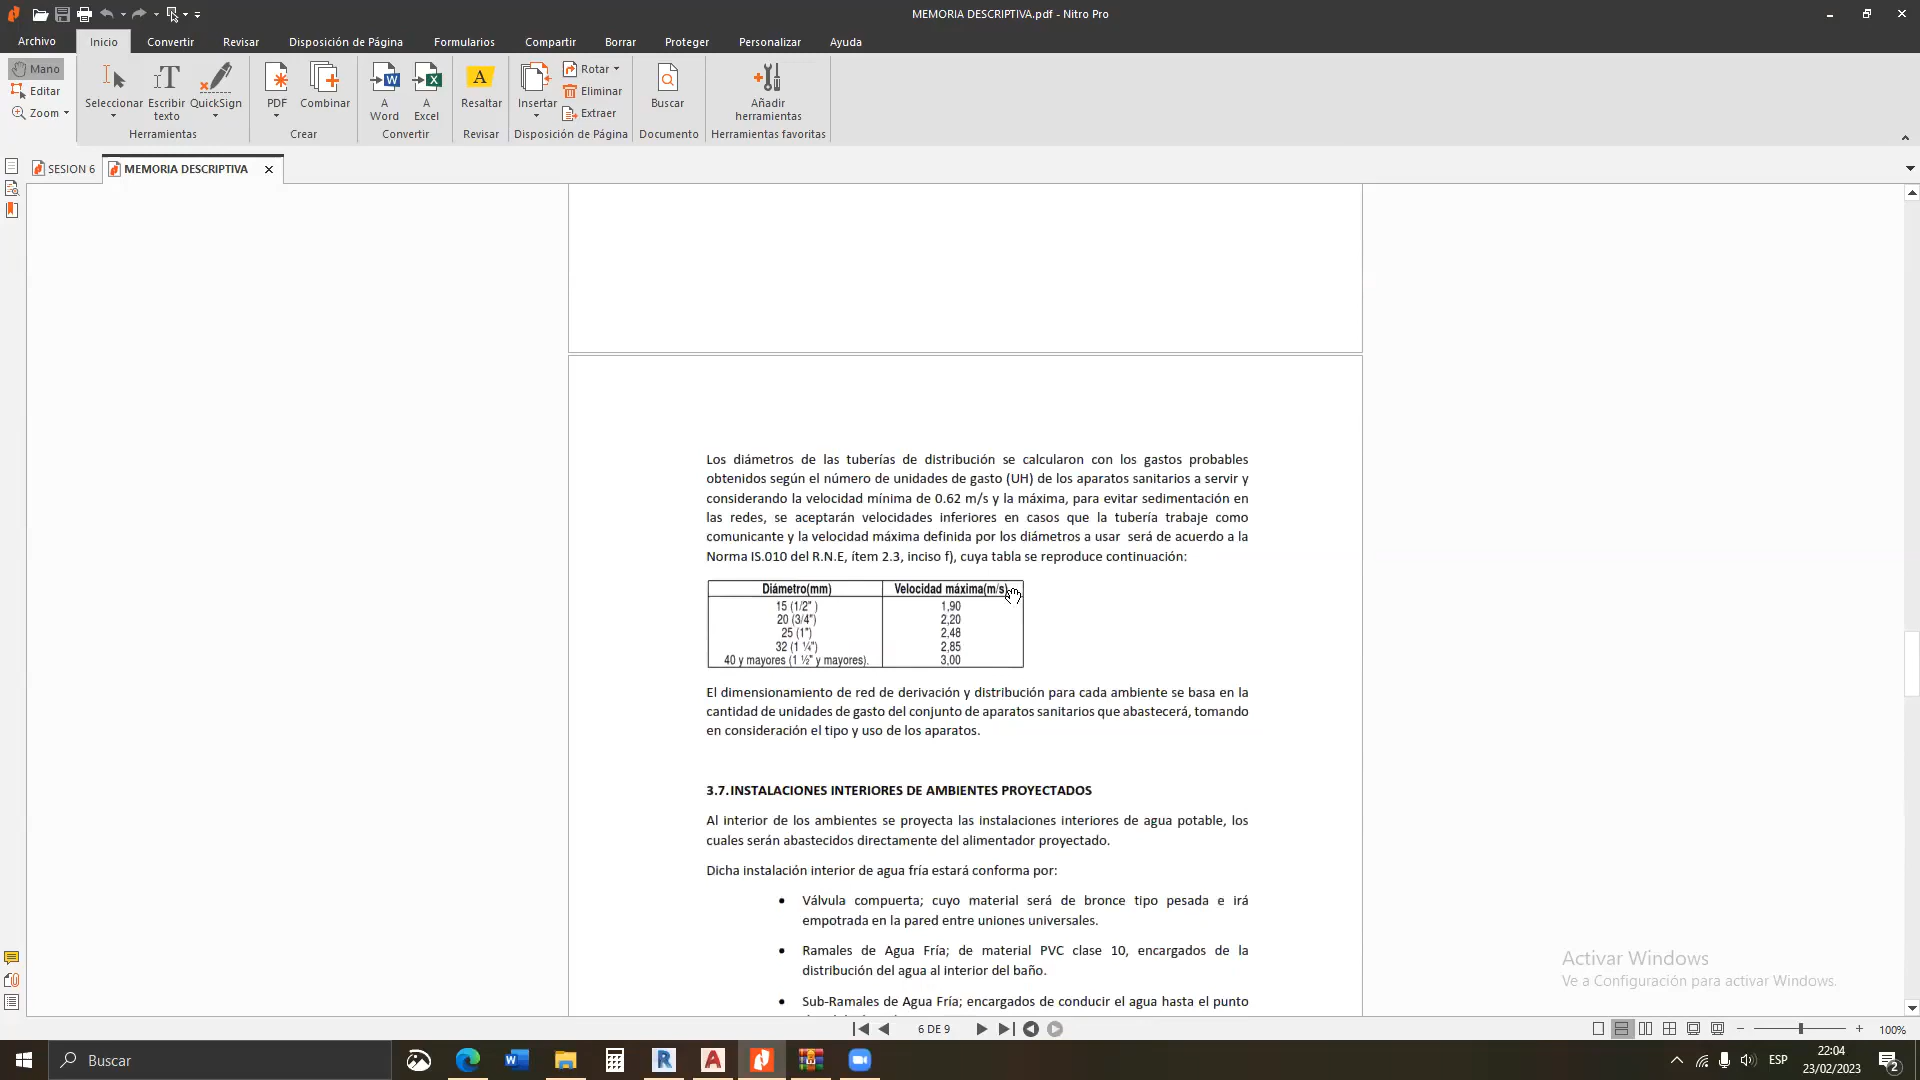 MEMORIA DESCRIPTIVA.pdf - Nitro Pro
Archivo Inicio Convertir Revisar Disposición de Página Formularios Compartir Borrar Proteger Personalizar Ayuda
Mano
Editar
Zoom
Seleccionar
Escribir texto
QuickSign
Herramientas
PDF
Combinar
Crear
A Word
A Excel
Convertir
Resaltar
Revisar
Insertar
Rotar
Eliminar
Extraer
Disposición de Página
Buscar
Documento
Añadir herramientas
Herramientas favoritas
SESION 6
MEMORIA DESCRIPTIVA
Los diámetros de las tuberías de distribución se calcularon con los gastos probables
obtenidos según el número de unidades de gasto (UH) de los aparatos sanitarios a servir y
considerando la velocidad mínima de 0.62 m/s y la máxima, para evitar sedimentación en
las redes, se aceptarán velocidades inferiores en casos que la tubería trabaje como
comunicante y la velocidad máxima definida por los diámetros a usar será de acuerdo a la
Norma IS.010 del R.N.E, ítem 2.3, inciso f), cuya tabla se reproduce continuación:
Diámetro(mm) Velocidad máxima(m/s)
15 (1/2" ) 1,90
20 (3/4") 2,20
25 (1") 2,48
32 (1 ¼") 2,85
40 y mayores (1 ½" y mayores). 3,00
El dimensionamiento de red de derivación y distribución para cada ambiente se basa en la
cantidad de unidades de gasto del conjunto de aparatos sanitarios que abastecerá, tomando
en consideración el tipo y uso de los aparatos.
3.7. INSTALACIONES INTERIORES DE AMBIENTES PROYECTADOS
Al interior de los ambientes se proyecta las instalaciones interiores de agua potable, los
cuales serán abastecidos directamente del alimentador proyectado.
Dicha instalación interior de agua fría estará conforma por:
• Válvula compuerta; cuyo material será de bronce tipo pesada e irá
empotrada en la pared entre uniones universales.
• Ramales de Agua Fría; de material PVC clase 10, encargados de la
distribución del agua al interior del baño.
• Sub-Ramales de Agua Fría; encargados de conducir el agua hasta el punto
Activar Windows
Ve a Configuración para activar Windows.
6 DE 9
100%
Buscar
ESP
22:04
23/02/2023
2